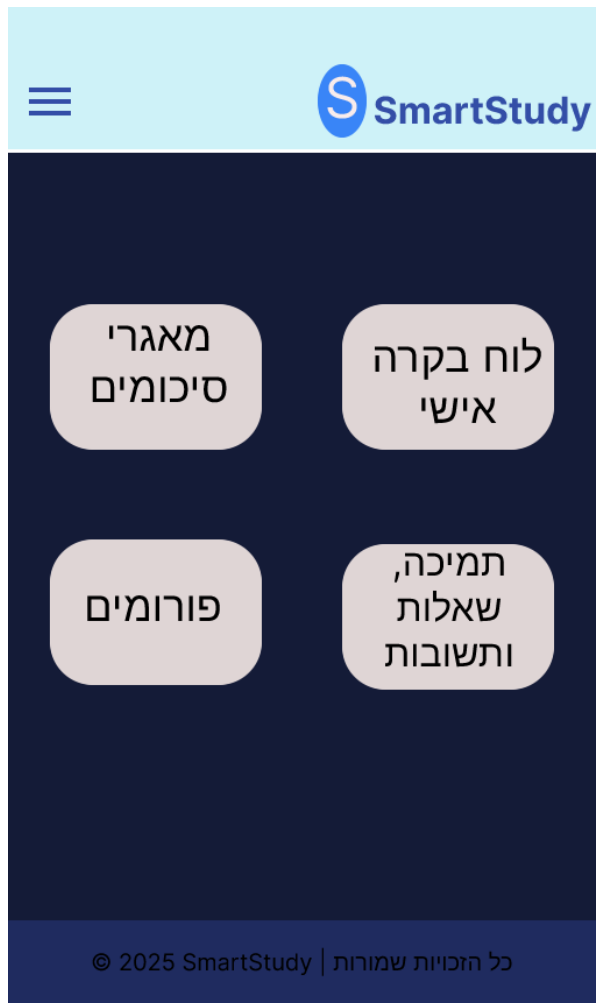 S SmartStudy
לוח בקרה
אישי
מאגרי
סיכומים
תמיכה,
שאלות
ותשובות
פורומים
כל הזכויות שמורות | SmartStudy 2025 ©